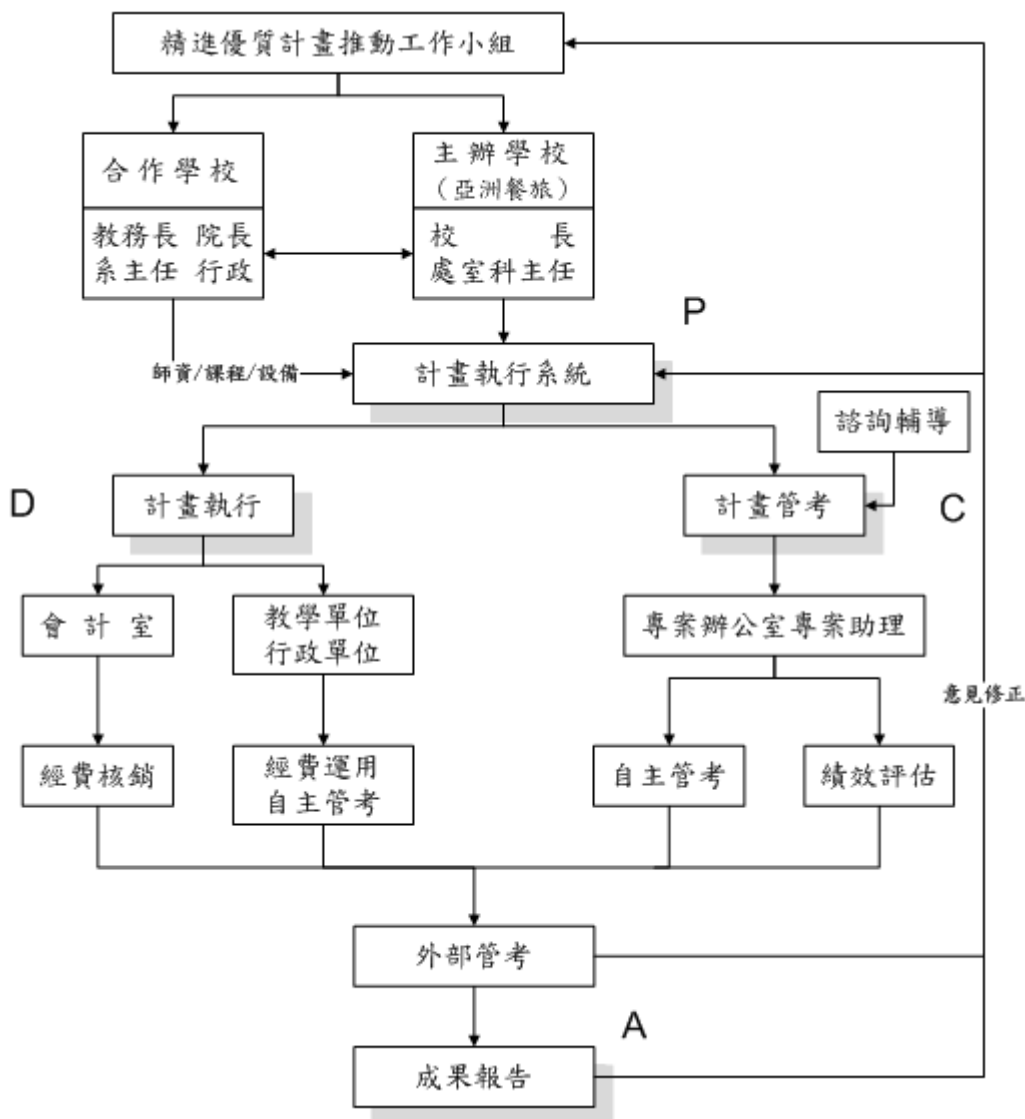 精進優質計畫推動工作小組
合作學校
主辦學校
（亞洲餐旅）
教務長 院長
系主任 行政
校 長
處室科主任
P
師資/課程/設備
計畫執行系統
諮詢輔導
D
計畫執行
計畫管考
C
會計室
教學單位
行政單位
專案辦公室專案助理
意見修正
經費核銷
經費運用
自主管考
自主管考
績效評估
外部管考
A
成果報告